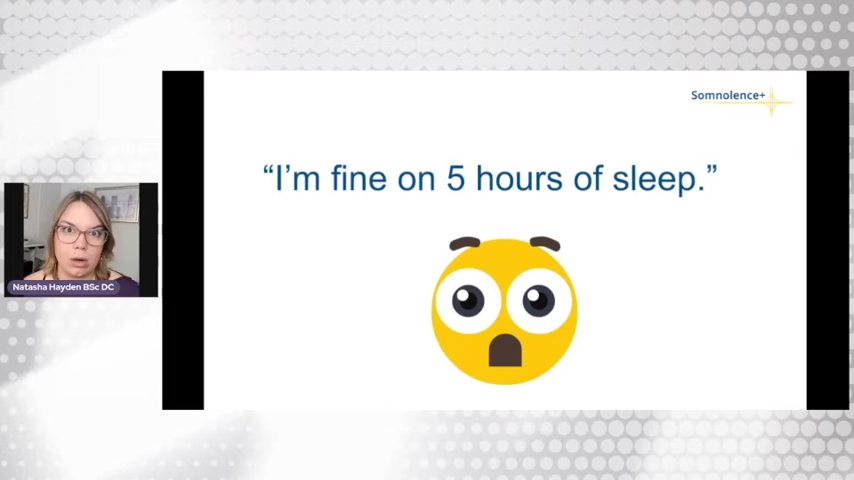 Somnolence+
“I’m fine on 5 hours of sleep.”
Natasha Hayden BSc DC